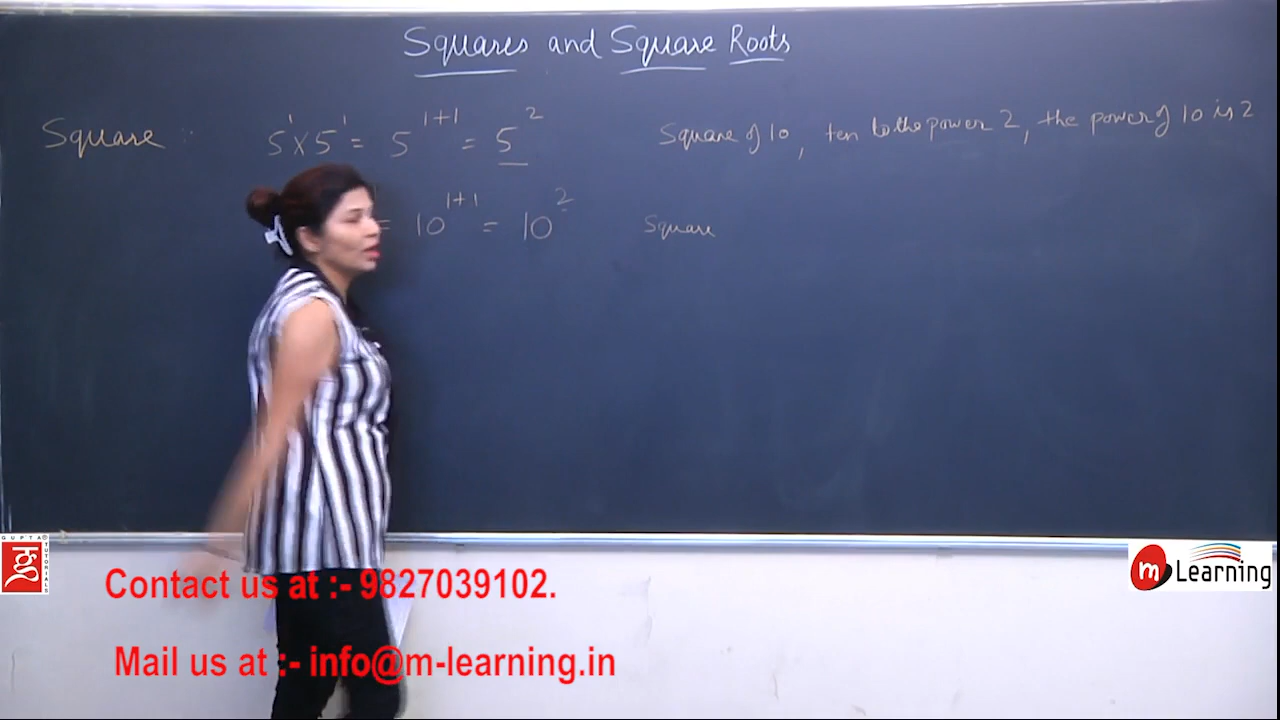 Squares and Square Roots
Square :: 5¹ x 5¹ = 5¹⁺¹ = 5² Square of 10, ten to the power 2, the power of 10 is 2
= 10¹⁺¹ = 10² Square
GUPTA TUTORIALS
m Learning
Contact us at :- 9827039102.
Mail us at :- info@m-learning.in